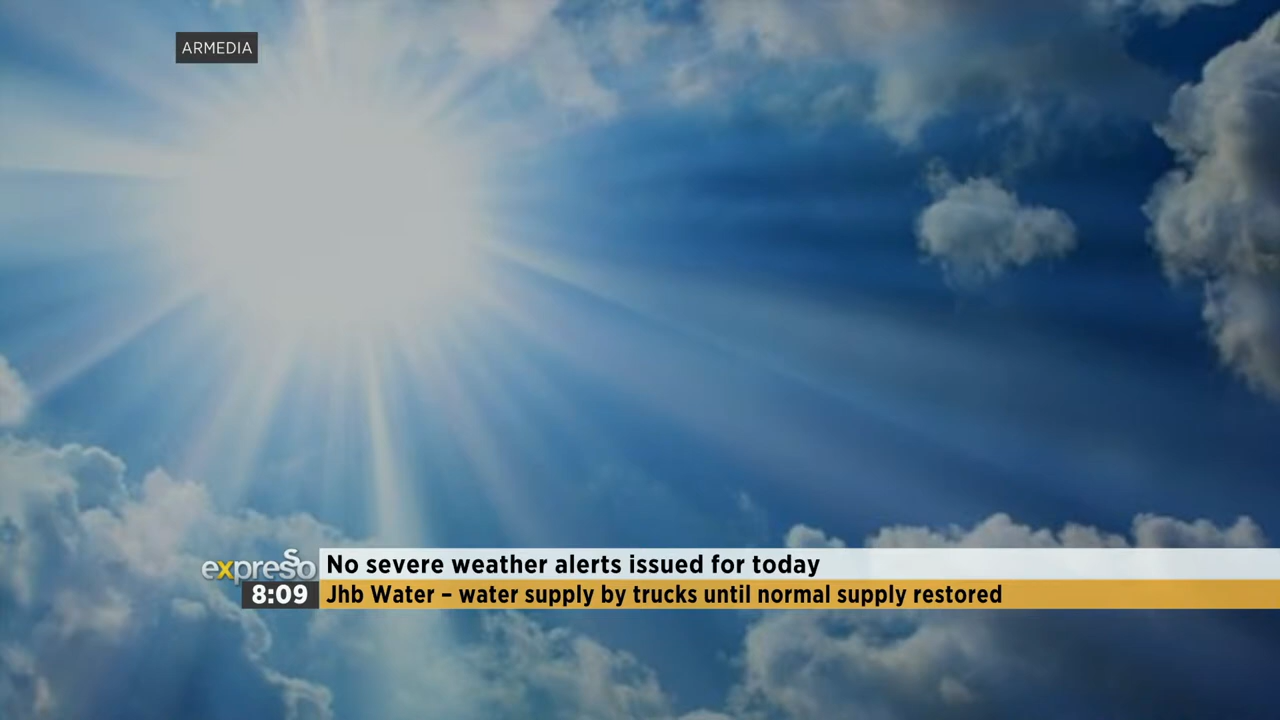 ARMEDIA
expresso
No severe weather alerts issued for today
8:09
Jhb Water – water supply by trucks until normal supply restored